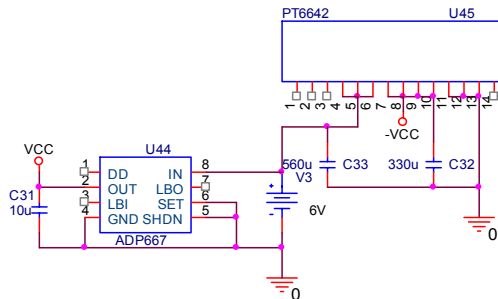 PT6642 U45
1 2 3 4 5 6 7 8 9 10 11 12 13 14
-VCC
VCC
U44
1 DD IN 8
2 OUT LBO 7
3 LBI SET 6
4 GND SHDN 5
ADP667
C31
10u
560u C33
V3
6V
330u C32
0
0